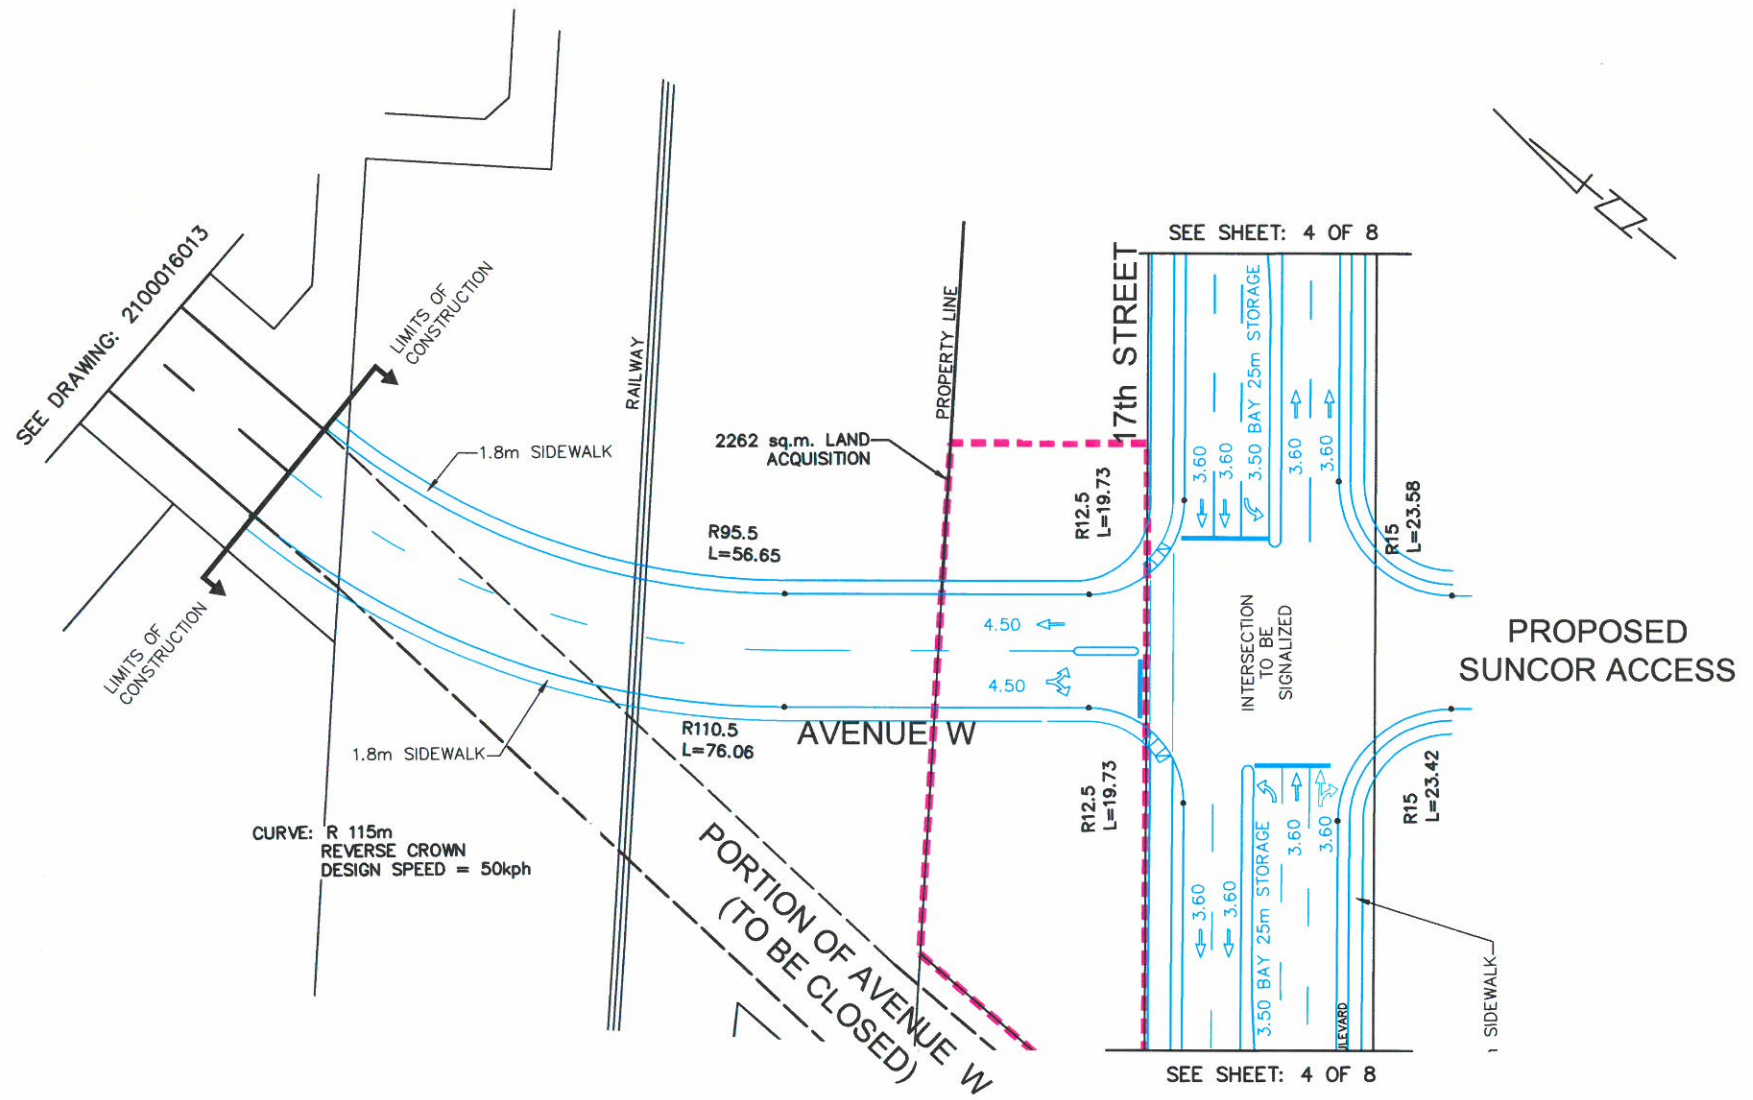 SEE SHEET: 4 OF 8
17th STREET
SEE DRAWING: 2100016013
LIMITS OF
CONSTRUCTION
RAILWAY
PROPERTY LINE
3.50 BAY 25m STORAGE
3.60
3.60
3.60
3.60
1.8m SIDEWALK
2262 sq.m. LAND
ACQUISITION
R12.5
L=19.73
R15
L=23.58
R95.5
L=56.65
4.50
4.50
INTERSECTION
TO BE
SIGNALIZED
PROPOSED
SUNCOR ACCESS
LIMITS OF
CONSTRUCTION
1.8m SIDEWALK
R110.5
L=76.06
AVENUE W
R12.5
L=19.73
R15
L=23.42
CURVE: R 115m
REVERSE CROWN
DESIGN SPEED = 50kph
PORTION OF AVENUE W
(TO BE CLOSED))
3.60
3.60
3.50 BAY 25m STORAGE
3.60
3.60
ULEVARD
SIDEWALK
SEE SHEET: 4 OF 8